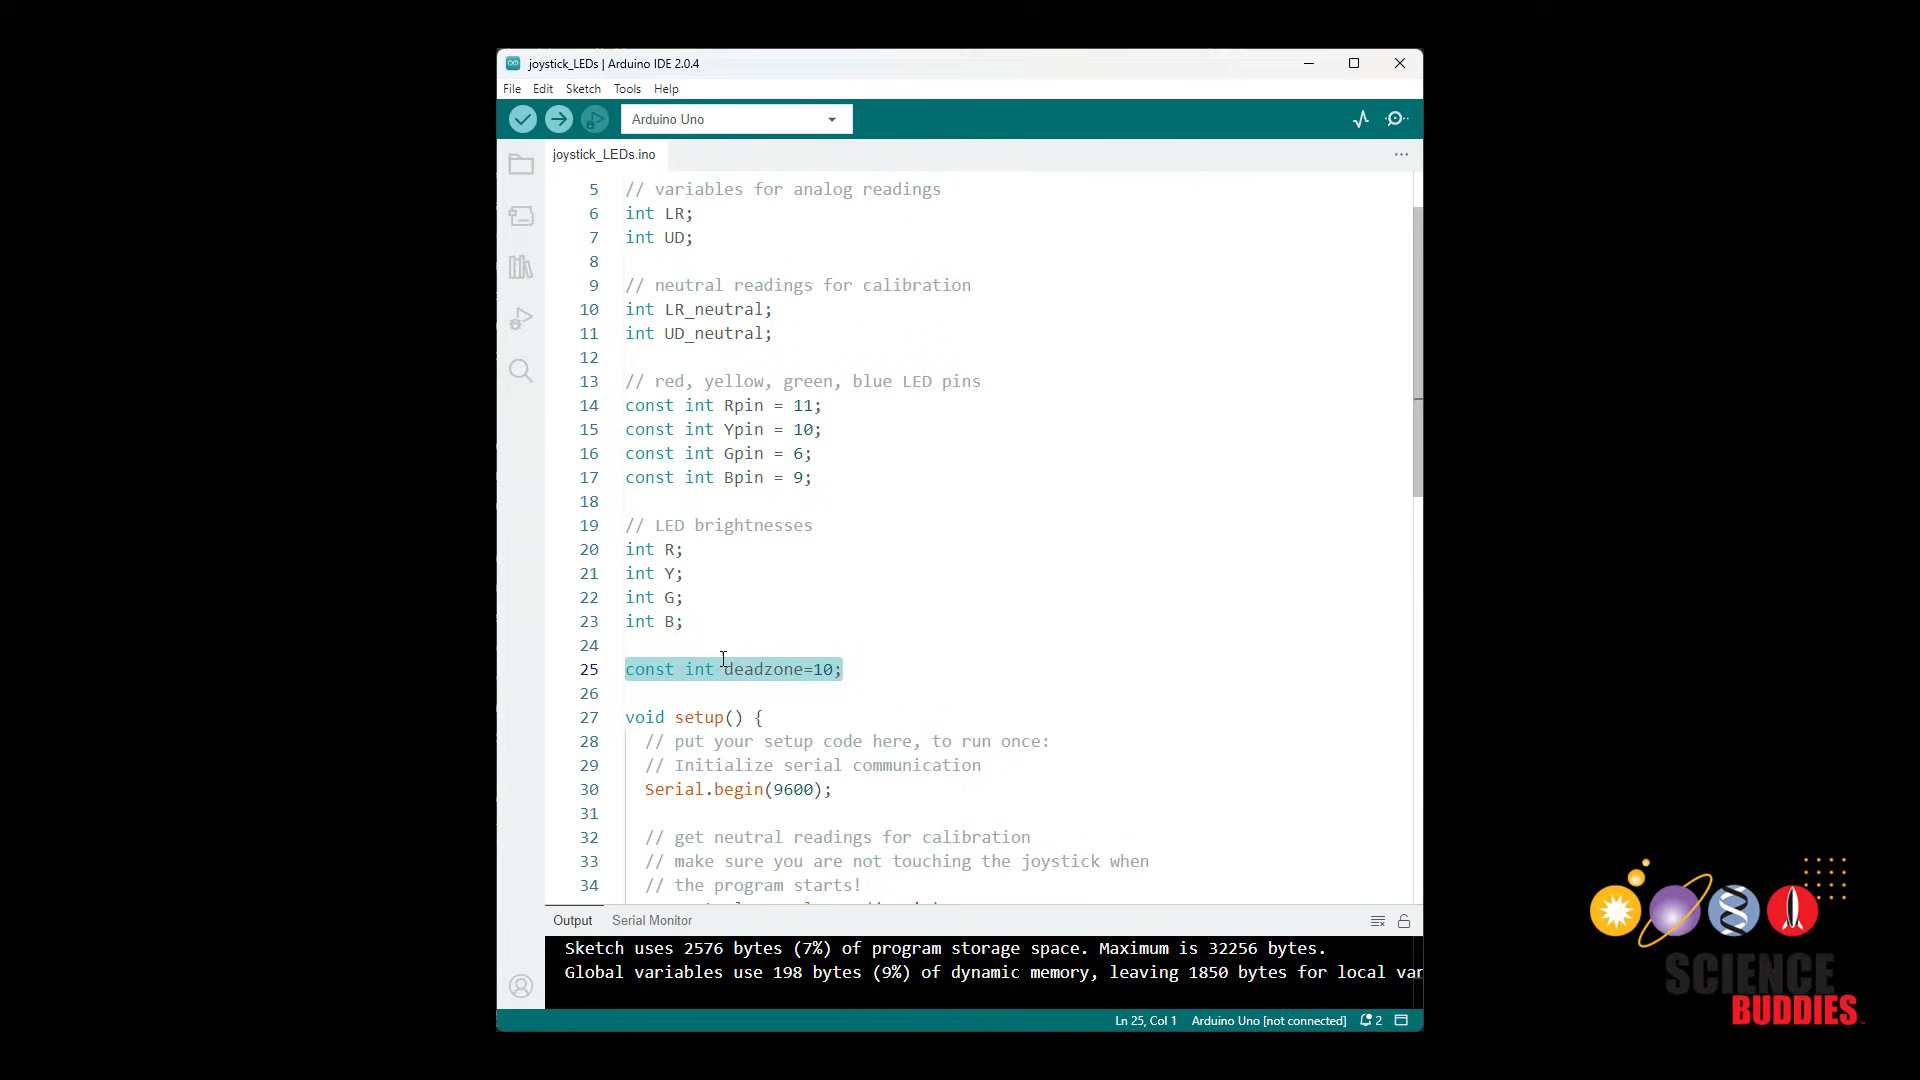 joystick_LEDs | Arduino IDE 2.0.4
File Edit Sketch Tools Help
Arduino Uno
joystick_LEDs.ino
5 // variables for analog readings
6 int LR;
7 int UD;
8
9 // neutral readings for calibration
10 int LR_neutral;
11 int UD_neutral;
12
13 // red, yellow, green, blue LED pins
14 const int Rpin = 11;
15 const int Ypin = 10;
16 const int Gpin = 6;
17 const int Bpin = 9;
18
19 // LED brightnesses
20 int R;
21 int Y;
22 int G;
23 int B;
24
25 const int deadzone=10;
26
27 void setup() {
28 // put your setup code here, to run once:
29 // Initialize serial communication
30 Serial.begin(9600);
31
32 // get neutral readings for calibration
33 // make sure you are not touching the joystick when
34 // the program starts!
Output Serial Monitor
Sketch uses 2576 bytes (7%) of program storage space. Maximum is 32256 bytes.
Global variables use 198 bytes (9%) of dynamic memory, leaving 1850 bytes for local var
Ln 25, Col 1 Arduino Uno [not connected] 2
SCIENCE
BUDDIES